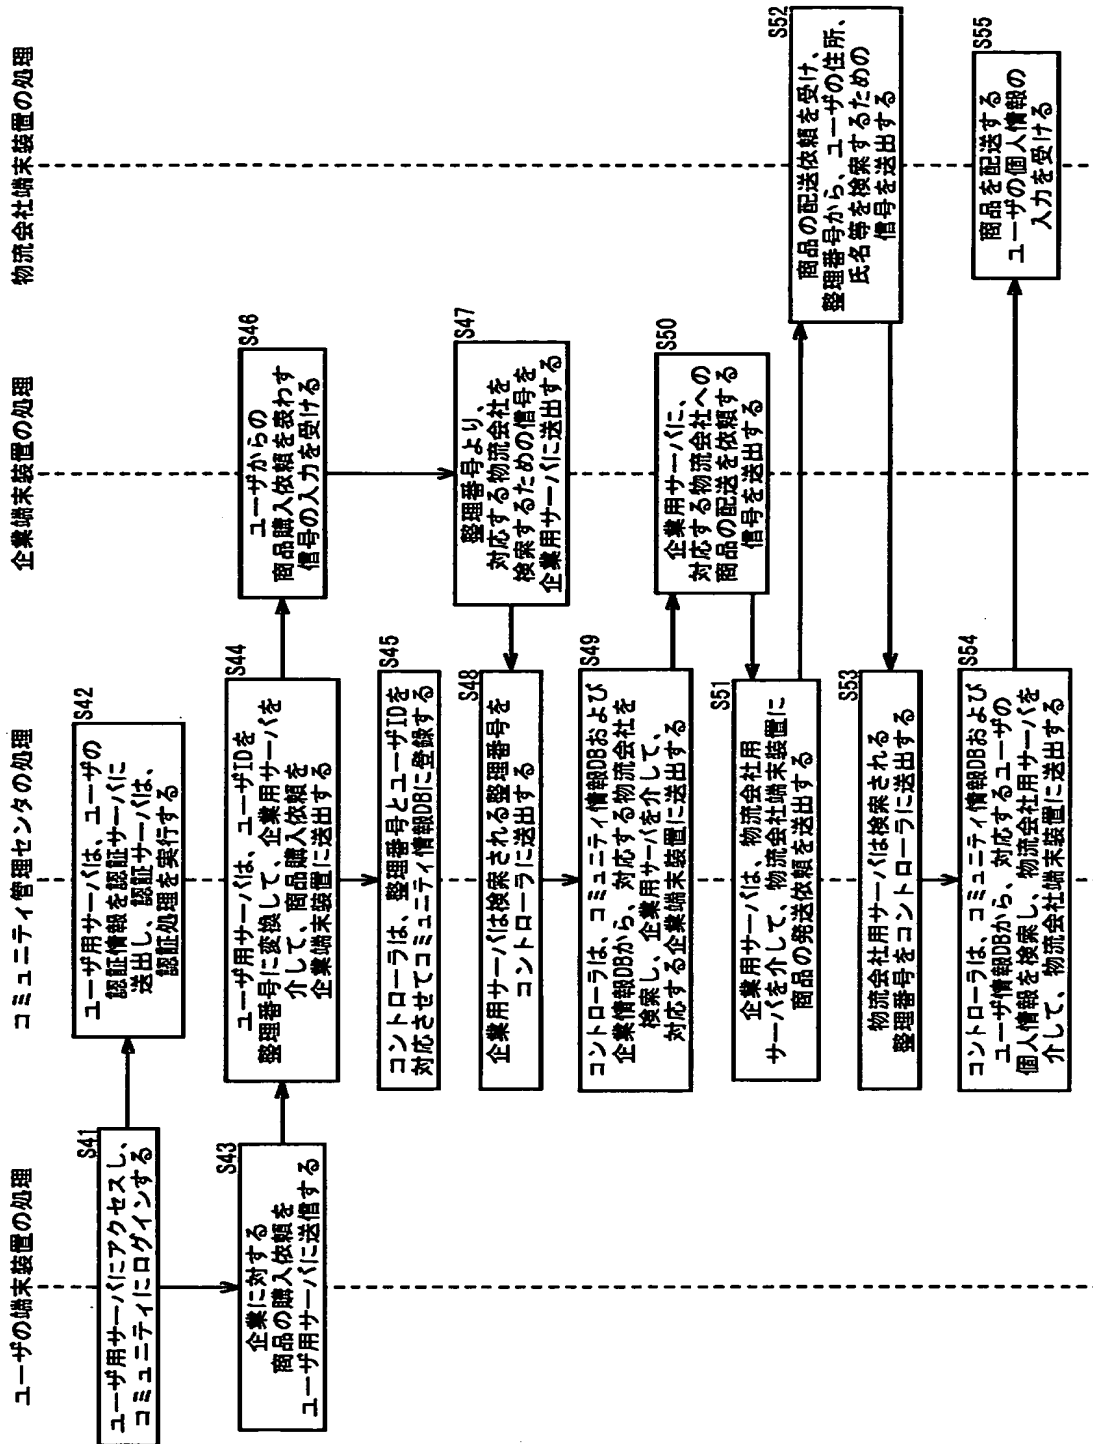 ユーザの端末装置の処理
コミュニティ管理センタの処理
企業端末装置の処理
物流会社端末装置の処理
S41
ユーザ用サーバにアクセスし、
コミュニティにログインする
S42
ユーザ用サーバは、ユーザの
認証情報を認証サーバに
送出し、認証サーバは、
認証処理を実行する
S43
企業に対する
商品の購入依頼を
ユーザ用サーバに送信する
S44
ユーザ用サーバは、ユーザIDを
整理番号に変換して、企業用サーバを
介して、商品購入依頼を
企業端末装置に送出する
S45
コントローラは、整理番号とユーザIDを
対応させてコミュニティ情報DBに登録する
S46
ユーザからの
商品購入依頼を表わす
信号の入力を受ける
S47
整理番号より、
対応する物流会社を
検索するための信号を
企業用サーバに送出する
S48
企業用サーバは検索される整理番号を
コントローラに送出する
S49
コントローラは、コミュニティ情報DBおよび
企業情報DBから、対応する物流会社を
検索し、企業用サーバを介して、
対応する企業端末装置に送出する
S50
企業用サーバに、
対応する物流会社への
商品の配送を依頼する
信号を送出する
S51
企業用サーバは、物流会社用
サーバを介して、物流会社端末装置に
商品の発送依頼を送出する
S52
商品の配送依頼を受け、
整理番号から、ユーザの住所、
氏名等を検索するための
信号を送出する
S53
物流会社用サーバは検索される
整理番号をコントローラに送出する
S54
コントローラは、コミュニティ情報DBおよび
ユーザ情報DBから、対応するユーザの
個人情報を検索し、物流会社用サーバを
介して、物流会社端末装置に送出する
S55
商品を配送する
ユーザの個人情報の
入力を受ける